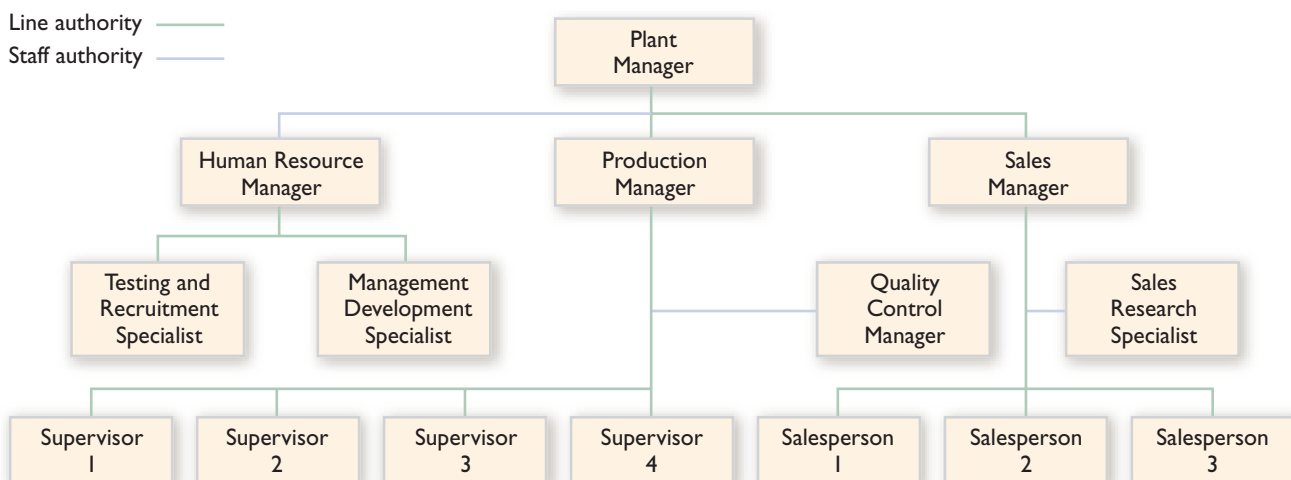 Line authority
Staff authority
Plant
Manager
Human Resource
Manager
Production
Manager
Sales
Manager
Testing and
Recruitment
Specialist
Management
Development
Specialist
Quality
Control
Manager
Sales
Research
Specialist
Supervisor
1
Supervisor
2
Supervisor
3
Supervisor
4
Salesperson
1
Salesperson
2
Salesperson
3